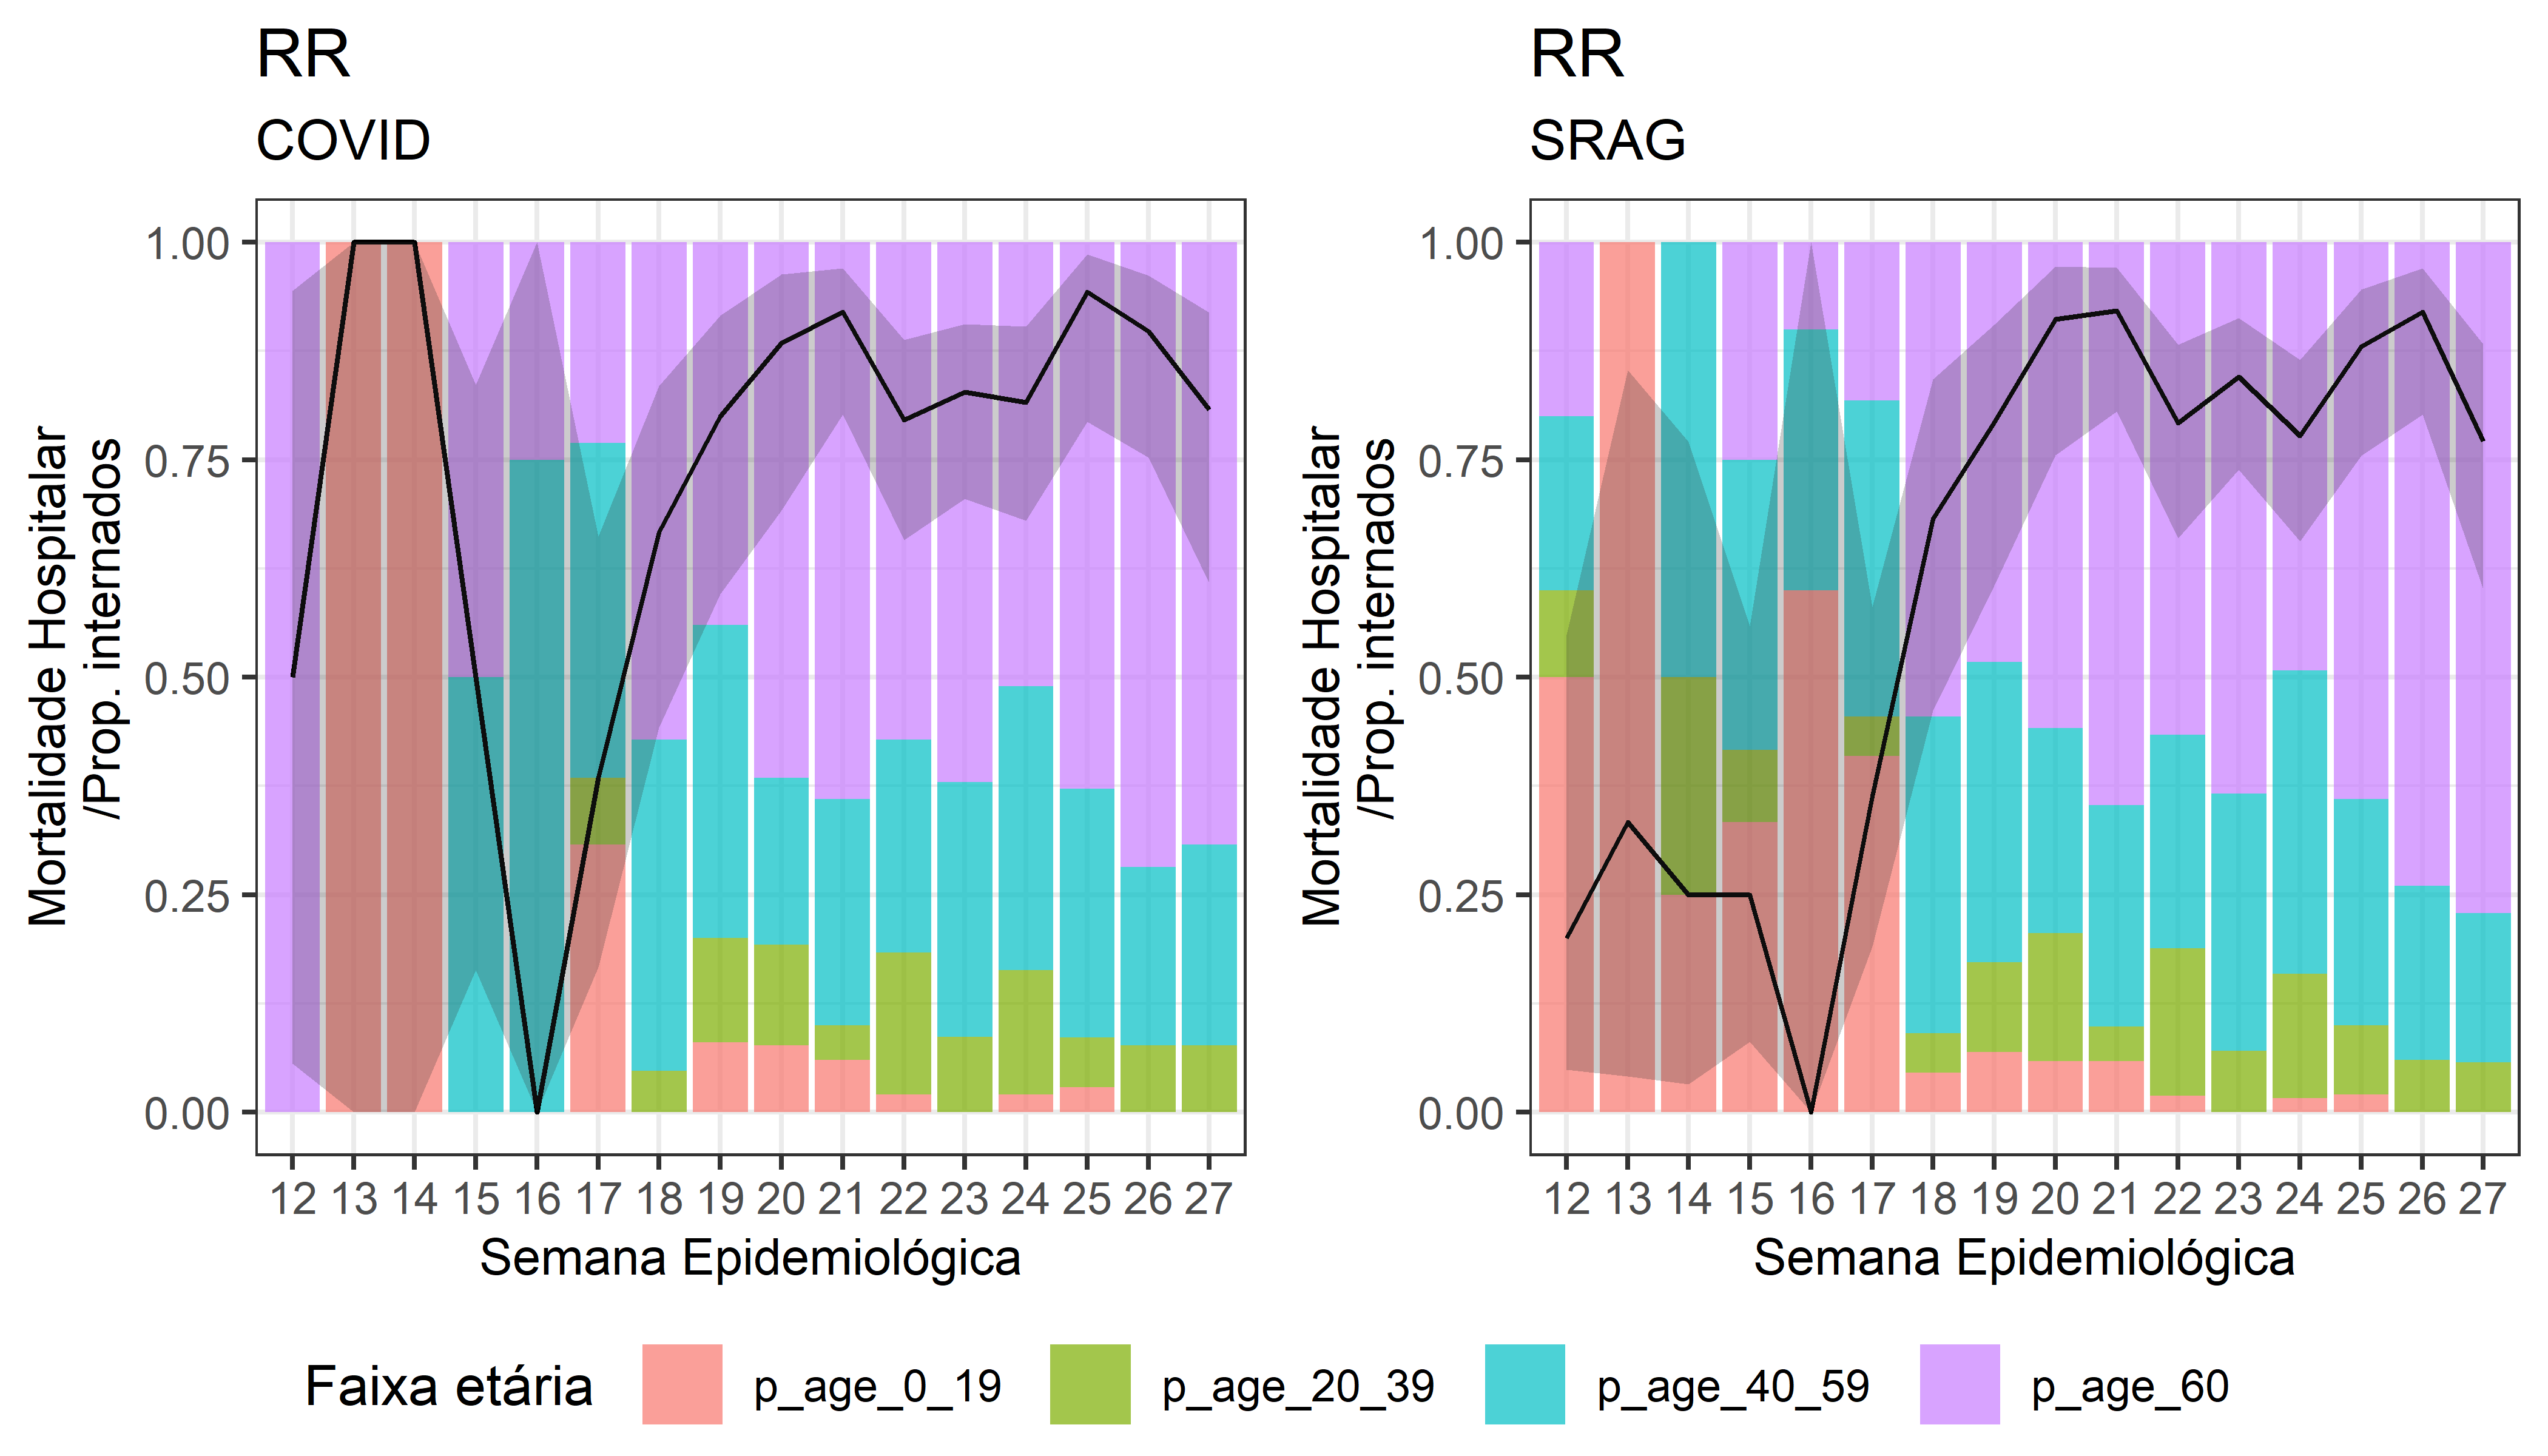 RR
COVID
Mortalidade Hospitalar
/Prop. internados
1.00
0.75
0.50
0.25
0.00
12 13 14 15 16 17 18 19 20 21 22 23 24 25 26 27
Semana Epidemiológica
RR
SRAG
Mortalidade Hospitalar
/Prop. internados
1.00
0.75
0.50
0.25
0.00
12 13 14 15 16 17 18 19 20 21 22 23 24 25 26 27
Semana Epidemiológica
Faixa etária p_age_0_19 p_age_20_39 p_age_40_59 p_age_60